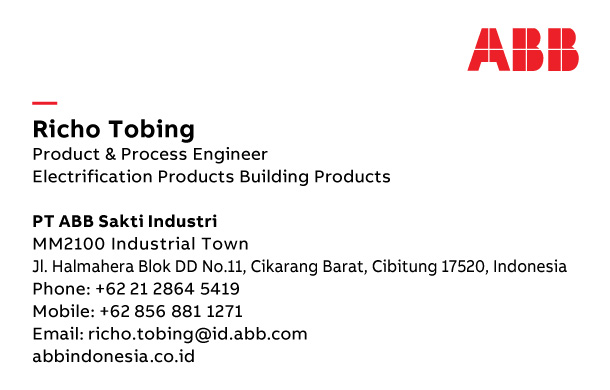 ABB
Richo Tobing
Product & Process Engineer
Electrification Products Building Products
PT ABB Sakti Industri
MM2100 Industrial Town
Jl. Halmahera Blok DD No.11, Cikarang Barat, Cibitung 17520, Indonesia
Phone: +62 21 2864 5419
Mobile: +62 856 881 1271
Email: richo.tobing@id.abb.com
abbindonesia.co.id